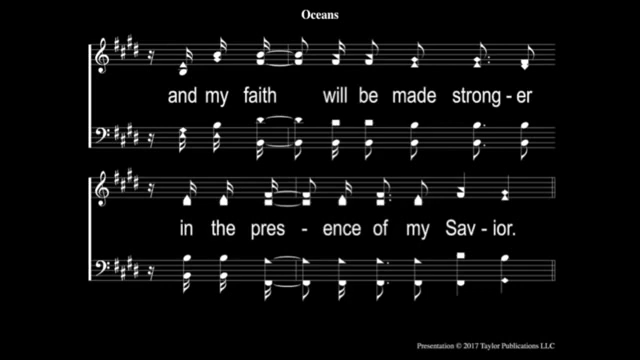 Oceans
and my faith will be made strong - er
in the pres - ence of my Sav - ior.
Presentation © 2017 Taylor Publications LLC